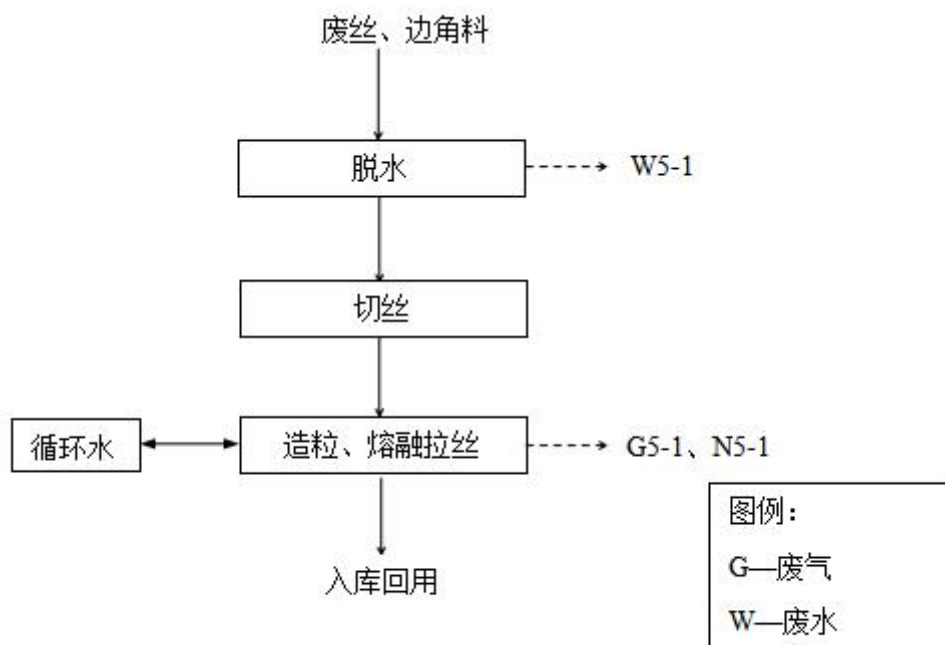 废丝、边角料
脱水
W5-1
切丝
循环水
造粒、熔融拉丝
G5-1、N5-1
入库回用
图例：
G—废气
W—废水